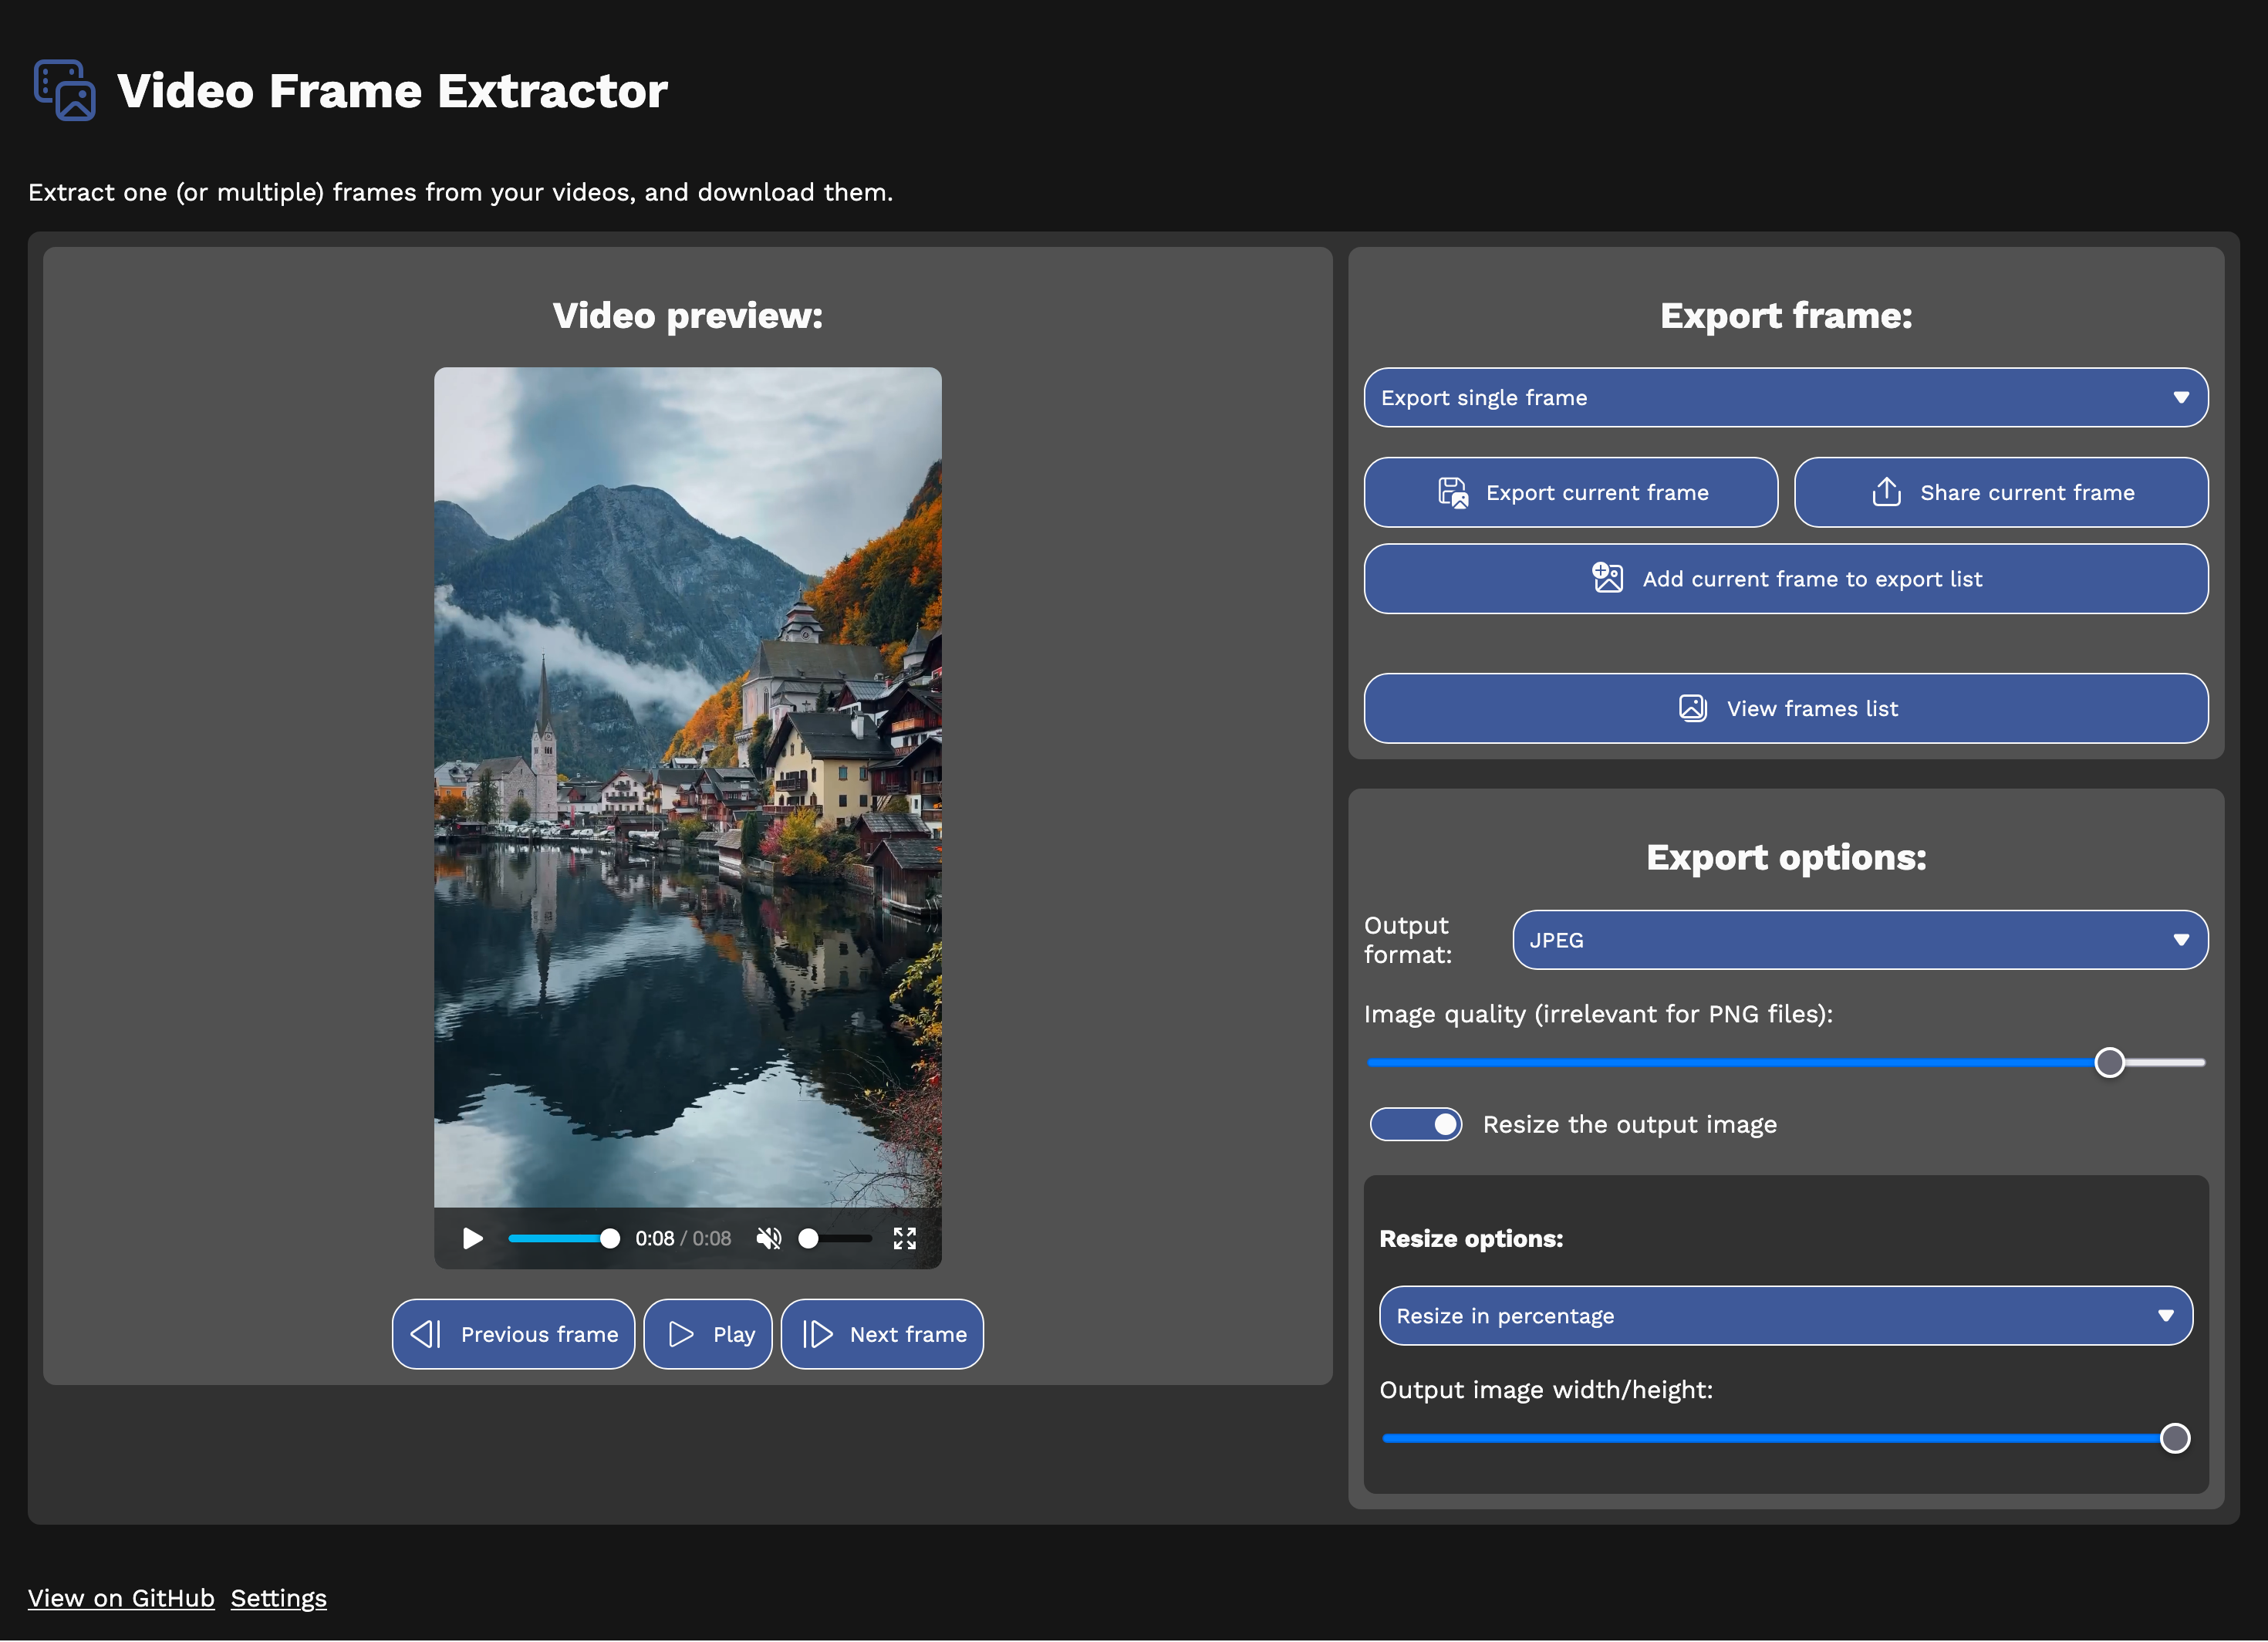 Video Frame Extractor
Extract one (or multiple) frames from your videos, and download them.
Video preview:
0:08 / 0:08
Previous frame
Play
Next frame
Export frame:
Export single frame
Export current frame
Share current frame
Add current frame to export list
View frames list
Export options:
Output
format:
JPEG
Image quality (irrelevant for PNG files):
Resize the output image
Resize options:
Resize in percentage
Output image width/height:
View on GitHub
Settings